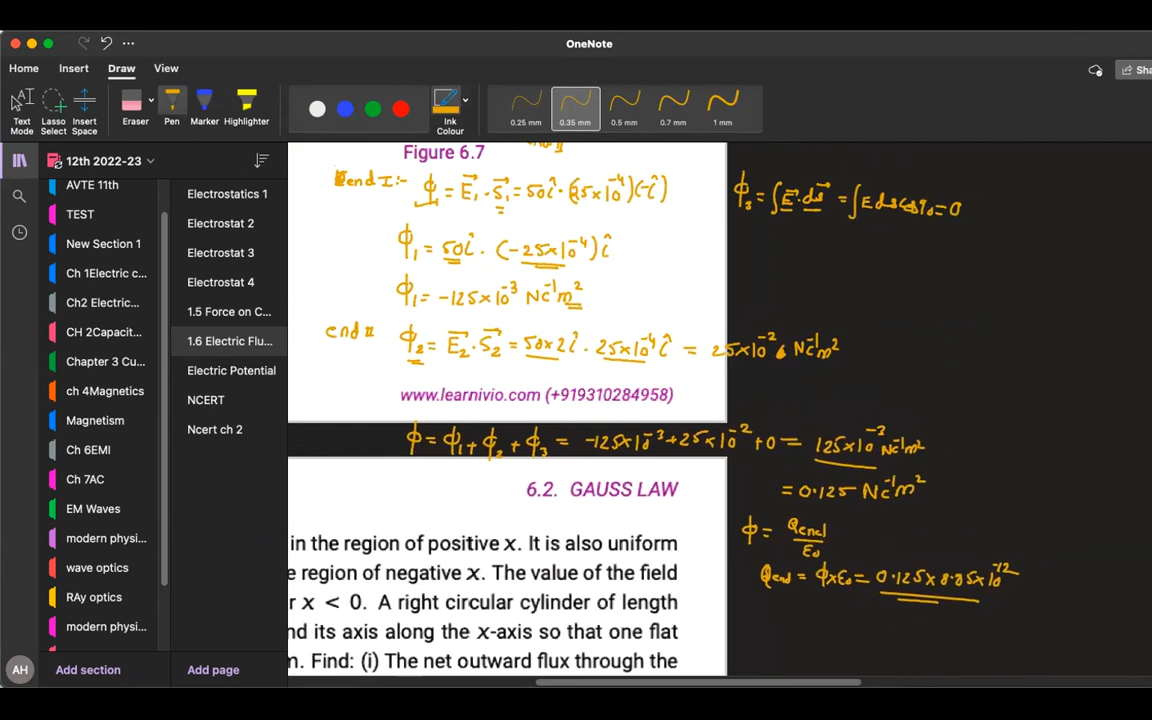 OneNote
Home Insert Draw View
Sha
Text Mode
Lasso Select
Insert Space
Eraser
Pen
Marker
Highlighter
Ink Colour
0.25 mm
0.35 mm
0.5 mm
0.7 mm
1 mm
12th 2022-23
AVTE 11th
TEST
New Section 1
Ch 1Electric c...
Ch2 Electric...
CH 2Capacit...
Chapter 3 Cu...
ch 4Magnetics
Magnetism
Ch 6EMI
Ch 7AC
EM Waves
modern physi...
wave optics
RAy optics
modern physi...
Add section
AH
Electrostatics 1
Electrostat 2
Electrostat 3
Electrostat 4
1.5 Force on C...
1.6 Electric Flu...
Electric Potential
NCERT
Ncert ch 2
Add page
Figure 6.7
end I:- ϕ₁ = E⃗₁·S⃗₁ = 50î·(25×10⁻⁴)(-î)
ϕ₁ = 50î · (-25×10⁻⁴)î
ϕ₁ = -125×10⁻³ NC⁻¹m²
end II ϕ₂ = E⃗₂·S⃗₂ = 50×2î · 25×10⁻⁴î = 25×10⁻² NC⁻¹m²
www.learnivio.com (+919310284958)
ϕ₃ = ∫E⃗·ds⃗ = ∫E ds cos90 = 0
ϕ = ϕ₁ + ϕ₂ + ϕ₃ = -125×10⁻³ + 25×10⁻² + 0 = 125×10⁻³ NC⁻¹m²
= 0.125 NC⁻¹m²
ϕ = Qencl/ε₀
Qencl = ϕ×ε₀ = 0.125×8.85×10⁻¹²
6.2. GAUSS LAW
in the region of positive x. It is also uniform
e region of negative x. The value of the field
r x < 0. A right circular cylinder of length
nd its axis along the x-axis so that one flat
m. Find: (i) The net outward flux through the